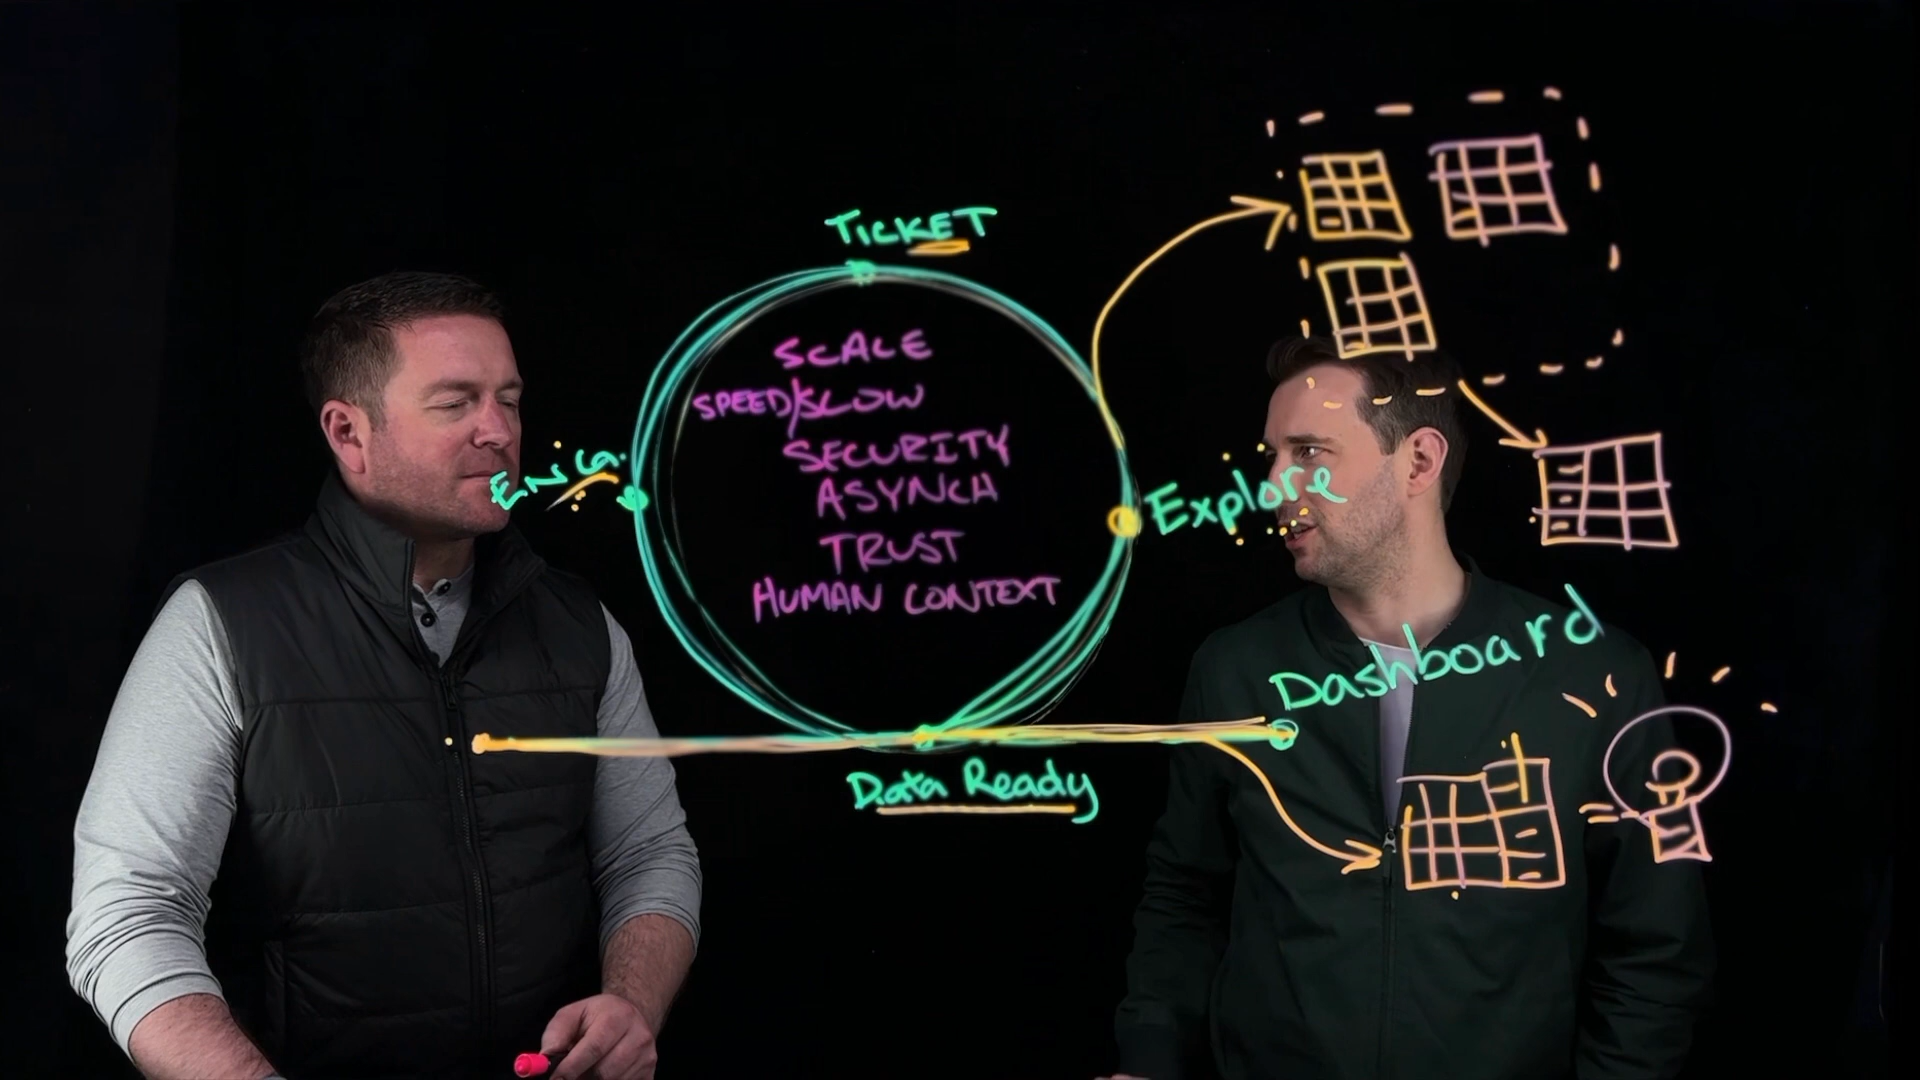 TICKET
SCALE
SPEED/SLOW
SECURITY
ASYNCH
TRUST
HUMAN CONTEXT
Explore
Dashboard
Data Ready